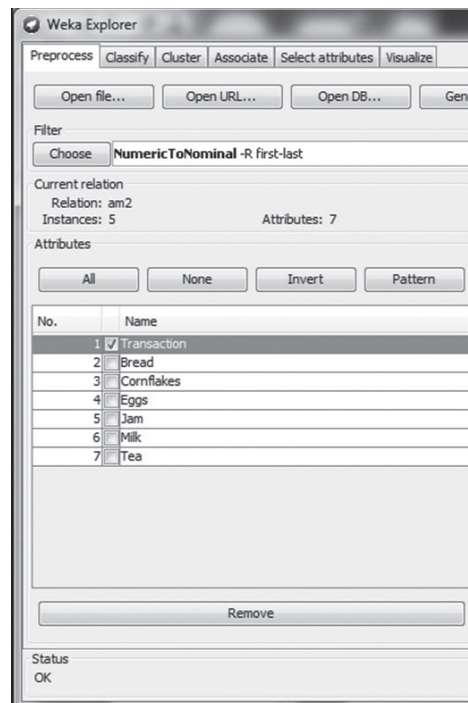 Weka Explorer
Preprocess Classify Cluster Associate Select attributes Visualize
Open file... Open URL... Open DB... Gen
Filter
Choose NumericToNominal -R first-last
Current relation
Relation: am2
Instances: 5 Attributes: 7
Attributes
All None Invert Pattern
No. Name
1 Transaction
2 Bread
3 Cornflakes
4 Eggs
5 Jam
6 Milk
7 Tea
Remove
Status
OK